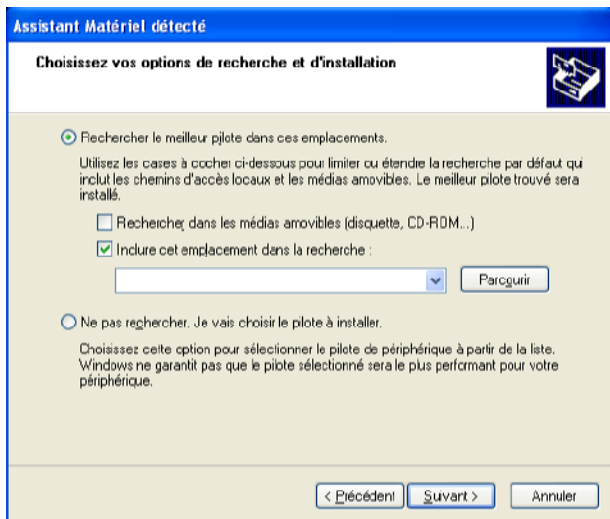 Assistant Matériel détecté
Choisissez vos options de recherche et d'installation
Rechercher le meilleur pilote dans ces emplacements.
Utilisez les cases à cocher ci-dessous pour limiter ou étendre la recherche par défaut qui
inclut les chemins d'accès locaux et les médias amovibles. Le meilleur pilote trouvé sera
installé.
Rechercher dans les médias amovibles (disquette, CD-ROM...)
Inclure cet emplacement dans la recherche :
Parcourir
Ne pas rechercher. Je vais choisir le pilote à installer.
Choisissez cette option pour sélectionner le pilote de périphérique à partir de la liste.
Windows ne garantit pas que le pilote sélectionné sera le plus performant pour votre
périphérique.
< Précédent Suivant > Annuler